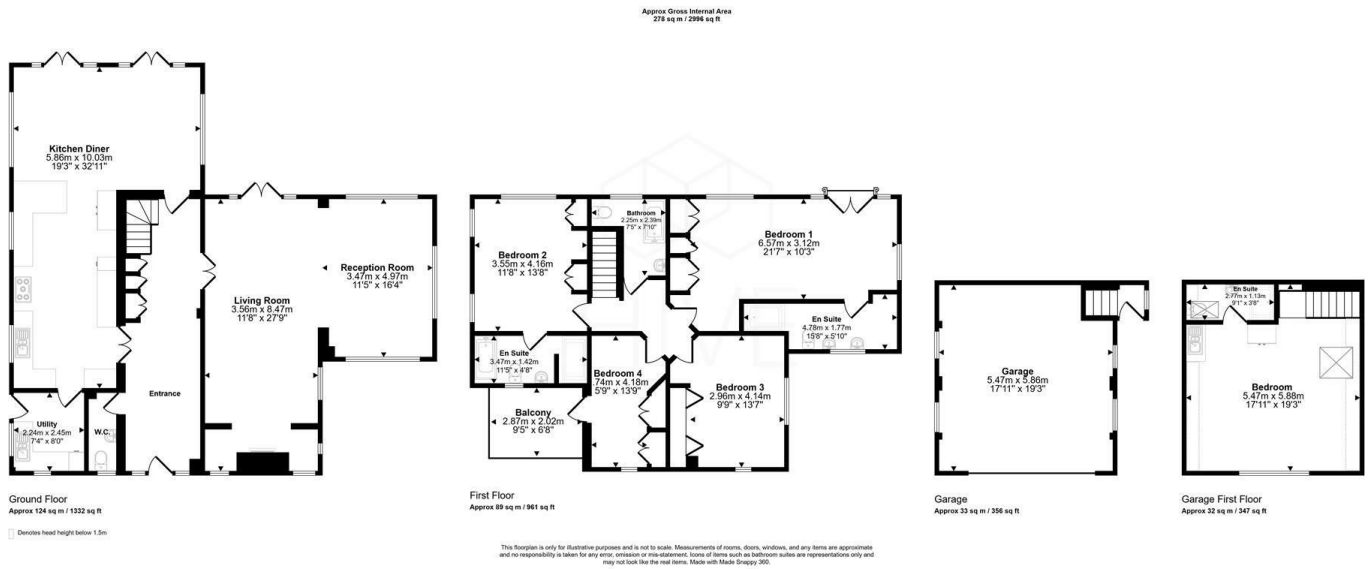 Approx Gross Internal Area
278 sq m / 2996 sq ft
Kitchen Diner
5.86m x 10.03m
19'3" x 32'11"
Living Room
3.56m x 8.47m
11'8" x 27'9"
Reception Room
3.47m x 4.97m
11'5" x 16'4"
Entrance
Utility
2.24m x 2.45m
7'4" x 8'0"
W.C.
Ground Floor
Approx 124 sq m / 1332 sq ft
Denotes head height below 1.5m
Bedroom 2
3.55m x 4.16m
11'8" x 13'8"
Bathroom
2.25m x 2.39m
7'5" x 7'10"
Bedroom 1
6.57m x 3.12m
21'7" x 10'3"
En Suite
4.78m x 1.77m
15'8" x 5'10"
En Suite
3.47m x 1.42m
11'5" x 4'8"
Bedroom 4
.74m x 4.18m
5'9" x 13'9"
Bedroom 3
2.96m x 4.14m
9'9" x 13'7"
Balcony
2.87m x 2.02m
9'5" x 6'8"
First Floor
Approx 89 sq m / 961 sq ft
Garage
5.47m x 5.86m
17'11" x 19'3"
Garage
Approx 33 sq m / 356 sq ft
En Suite
2.77m x 1.13m
9'1" x 3'8"
Bedroom
5.47m x 5.88m
17'11" x 19'3"
Garage First Floor
Approx 32 sq m / 347 sq ft
This floorplan is only for illustrative purposes and is not to scale. Measurements of rooms, doors, windows, and any items are approximate
and no responsibility is taken for any error, omission or mis-statement. Icons of items such as bathroom suites are representations only and
may not look like the real items. Made with Made Snappy 360.